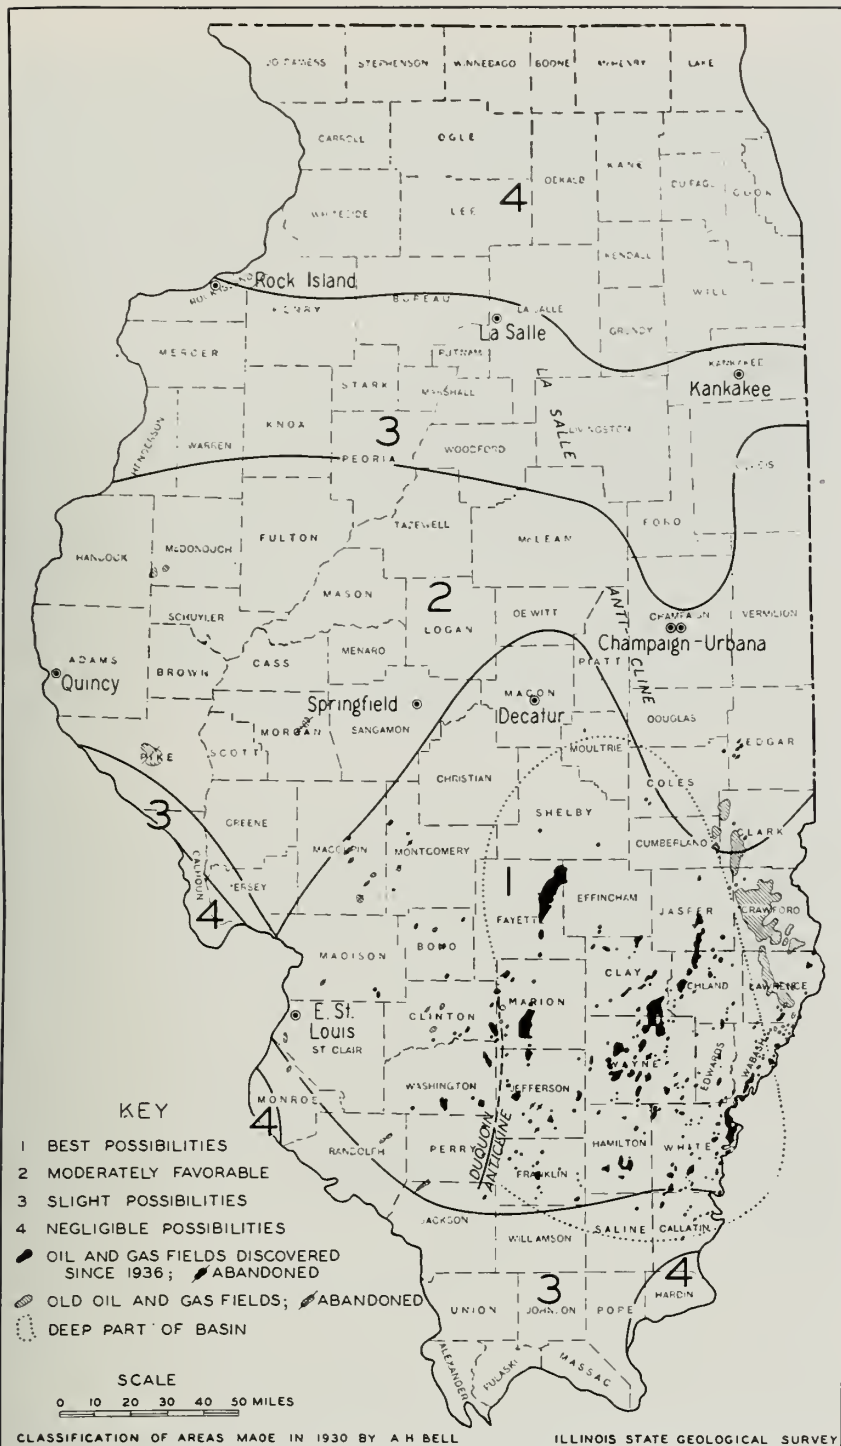 JO DAVIESS STEPHENSON WINNEBAGO BOONE McHENRY LAKE
CARROLL OGLE DEKALB KANE DUPAGE COOK
4
WHITESIDE LEE KENDALL WILL
ROCK ISLAND
Rock Island
HENRY BUREAU LA SALLE
La Salle
GRUNDY
MERCER PUTNAM KANKAKEE
Kankakee
STARK MARSHALL LA SALLE
HENDERSON WARREN KNOX
3
PEORIA WOODFORD LIVINGSTON IROQUOIS
HANCOCK McDONOUGH FULTON TAZEWELL McLEAN FORD
SCHUYLER MASON
2
LOGAN DEWITT ANTI-CLINE CHAMPAIGN VERMILION
Champaign-Urbana
ADAMS
Quincy
BROWN CASS MENARD PIATT
Springfield
MACON
Decatur
MORGAN SANGAMON DOUGLAS EDGAR
PIKE SCOTT CHRISTIAN MOULTRIE COLES
3
GREENE SHELBY CUMBERLAND CLARK
CALHOUN JERSEY MACOUPIN MONTGOMERY
4
1
FAYETTE EFFINGHAM JASPER CRAWFORD
MADISON BOND CLAY RICHLAND LAWRENCE
E. St.
Louis
ST CLAIR
CLINTON MARION
MONROE
4
WASHINGTON JEFFERSON WAYNE EDWARDS WABASH
RANDOLPH PERRY DUQUOIN
ANTICLINE
FRANKLIN HAMILTON WHITE
JACKSON WILLIAMSON SALINE GALLATIN
UNION JOHNSON
3
POPE
4
HARDIN
ALEXANDER PULASKI MASSAC
KEY
1 BEST POSSIBILITIES
2 MODERATELY FAVORABLE
3 SLIGHT POSSIBILITIES
4 NEGLIGIBLE POSSIBILITIES
OIL AND GAS FIELDS DISCOVERED
SINCE 1936; ABANDONED
OLD OIL AND GAS FIELDS; ABANDONED
DEEP PART OF BASIN
SCALE
0 10 20 30 40 50 MILES
CLASSIFICATION OF AREAS MADE IN 1930 BY A H BELL
ILLINOIS STATE GEOLOGICAL SURVEY